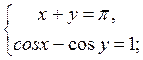 x + y = π,
cosx − cos y = 1;